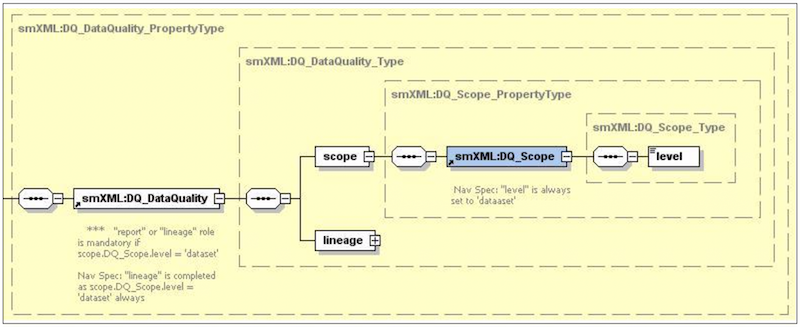 smXML:DQ_DataQuality_PropertyType
smXML:DQ_DataQuality_Type
smXML:DQ_Scope_PropertyType
smXML:DQ_Scope_Type
scope
smXML:DQ_Scope
level
Nav Spec: "level" is always
set to 'dataaset'
smXML:DQ_DataQuality
*** "report" or "lineage" role
is mandatory if
scope.DQ_Scope.level = 'dataset'
Nav Spec: "lineage" is completed
as scope.DQ_Scope.level =
'dataset' always
lineage